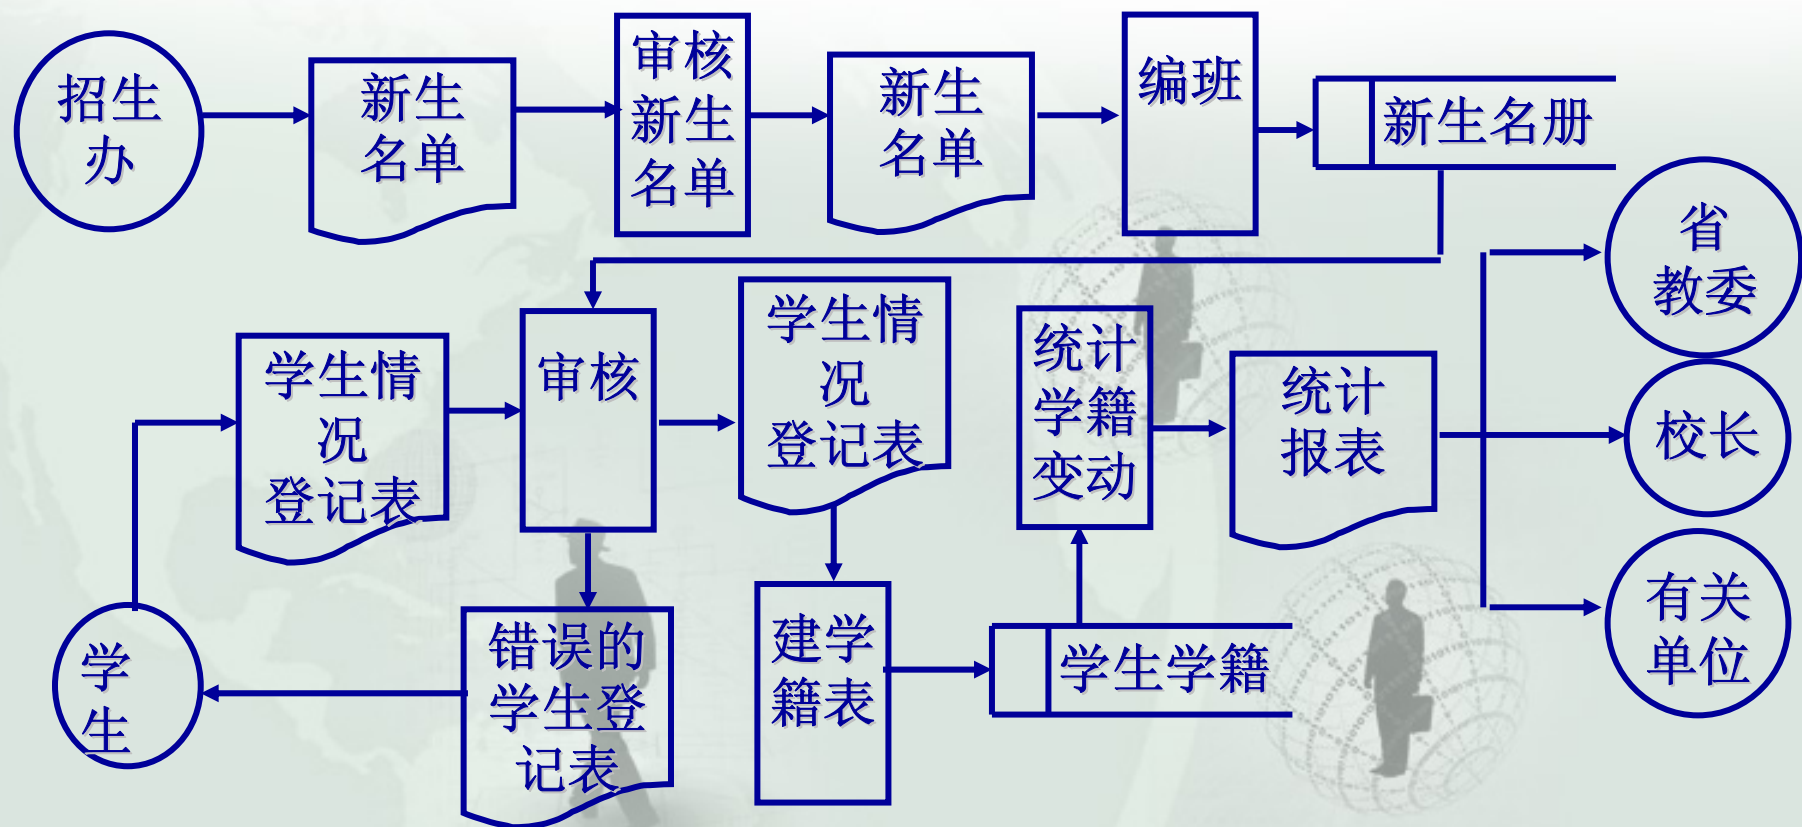 招生
办
新生
名单
审核
新生
名单
新生
名单
编班
新生名册
省
教委
学生情
况
登记表
审核
学生情
况
登记表
统计
学籍
变动
统计
报表
校长
学
生
错误的
学生登
记表
建学
籍表
学生学籍
有关
单位